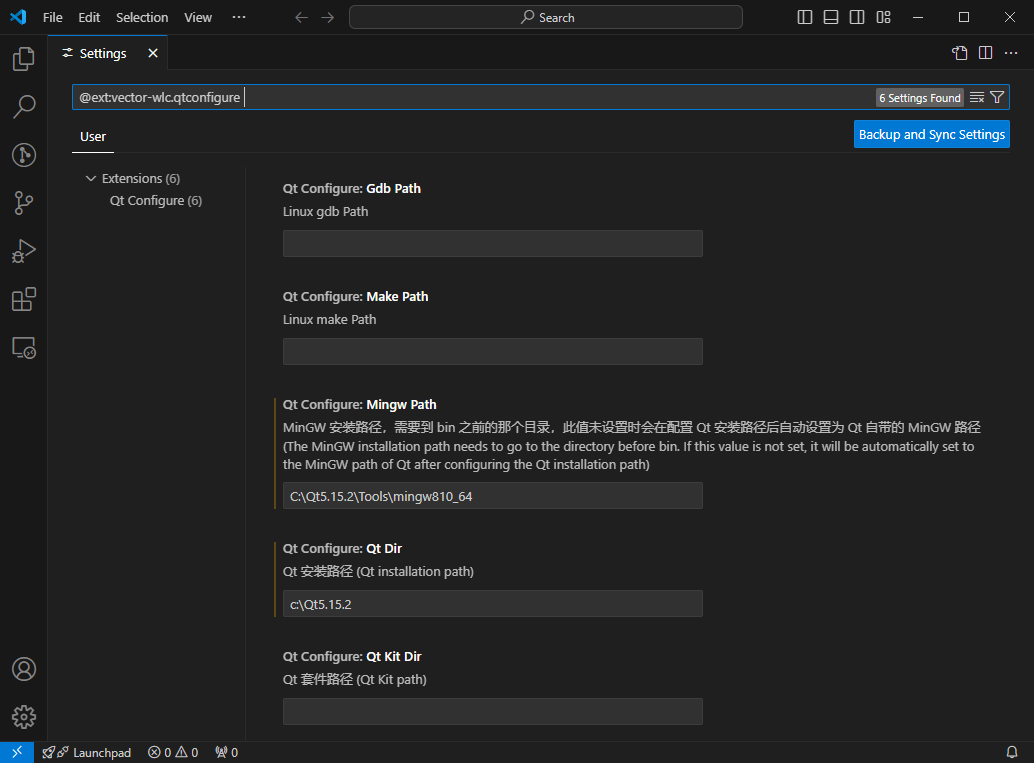 File Edit Selection View ··· Search
Settings
@ext:vector-wlc.qtconfigure 6 Settings Found
User Backup and Sync Settings
Extensions (6)
Qt Configure (6)
Qt Configure: Gdb Path
Linux gdb Path
Qt Configure: Make Path
Linux make Path
Qt Configure: Mingw Path
MinGW 安装路径，需要到 bin 之前的那个目录，此值未设置时会在配置 Qt 安装路径后自动设置为 Qt 自带的 MinGW 路径
(The MinGW installation path needs to go to the directory before bin. If this value is not set, it will be automatically set to
the MinGW path of Qt after configuring the Qt installation path)
C:\Qt5.15.2\Tools\mingw810_64
Qt Configure: Qt Dir
Qt 安装路径 (Qt installation path)
c:\Qt5.15.2
Qt Configure: Qt Kit Dir
Qt 套件路径 (Qt Kit path)
Launchpad 0 0 0